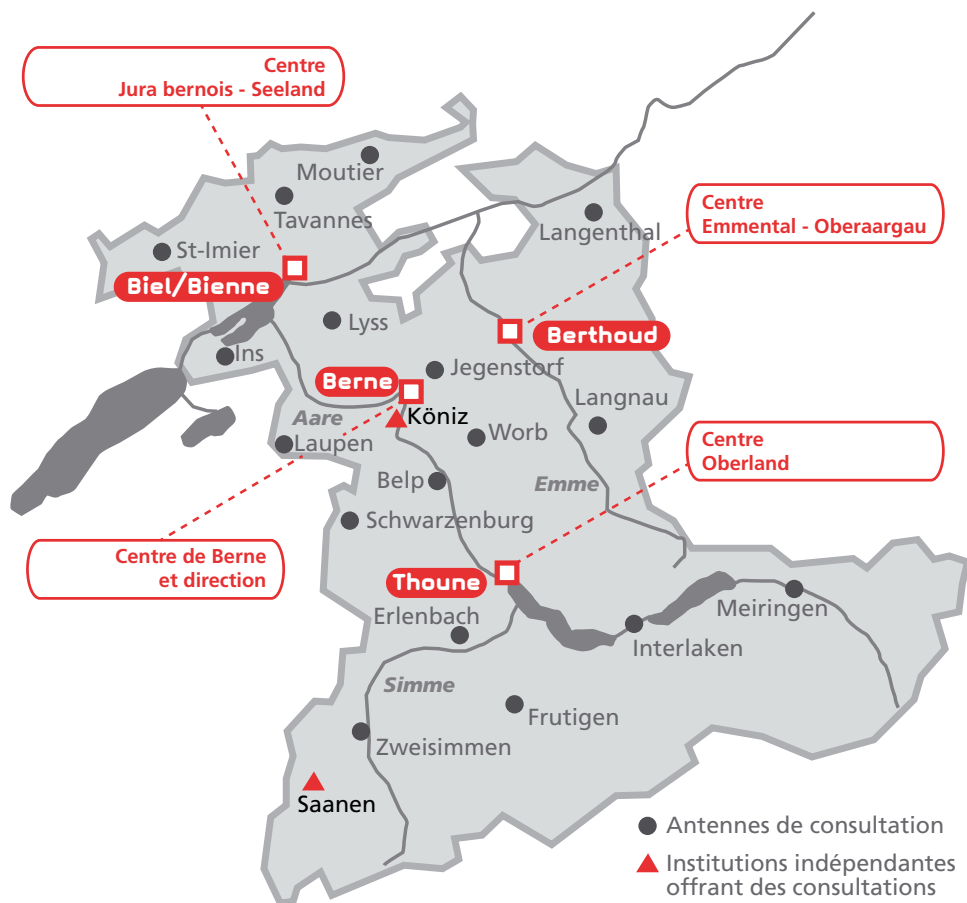 Centre
Jura bernois - Seeland
Moutier
Tavannes
St-Imier
Langenthal
Centre
Emmental - Oberaargau
Biel/Bienne
Lyss
Berthoud
Ins
Jegenstorf
Berne
Langnau
Aare
Köniz
Laupen
Worb
Centre
Oberland
Belp
Emme
Schwarzenburg
Centre de Berne
et direction
Thoune
Meiringen
Erlenbach
Interlaken
Simme
Frutigen
Zweisimmen
Saanen
Antennes de consultation
Institutions indépendantes
offrant des consultations